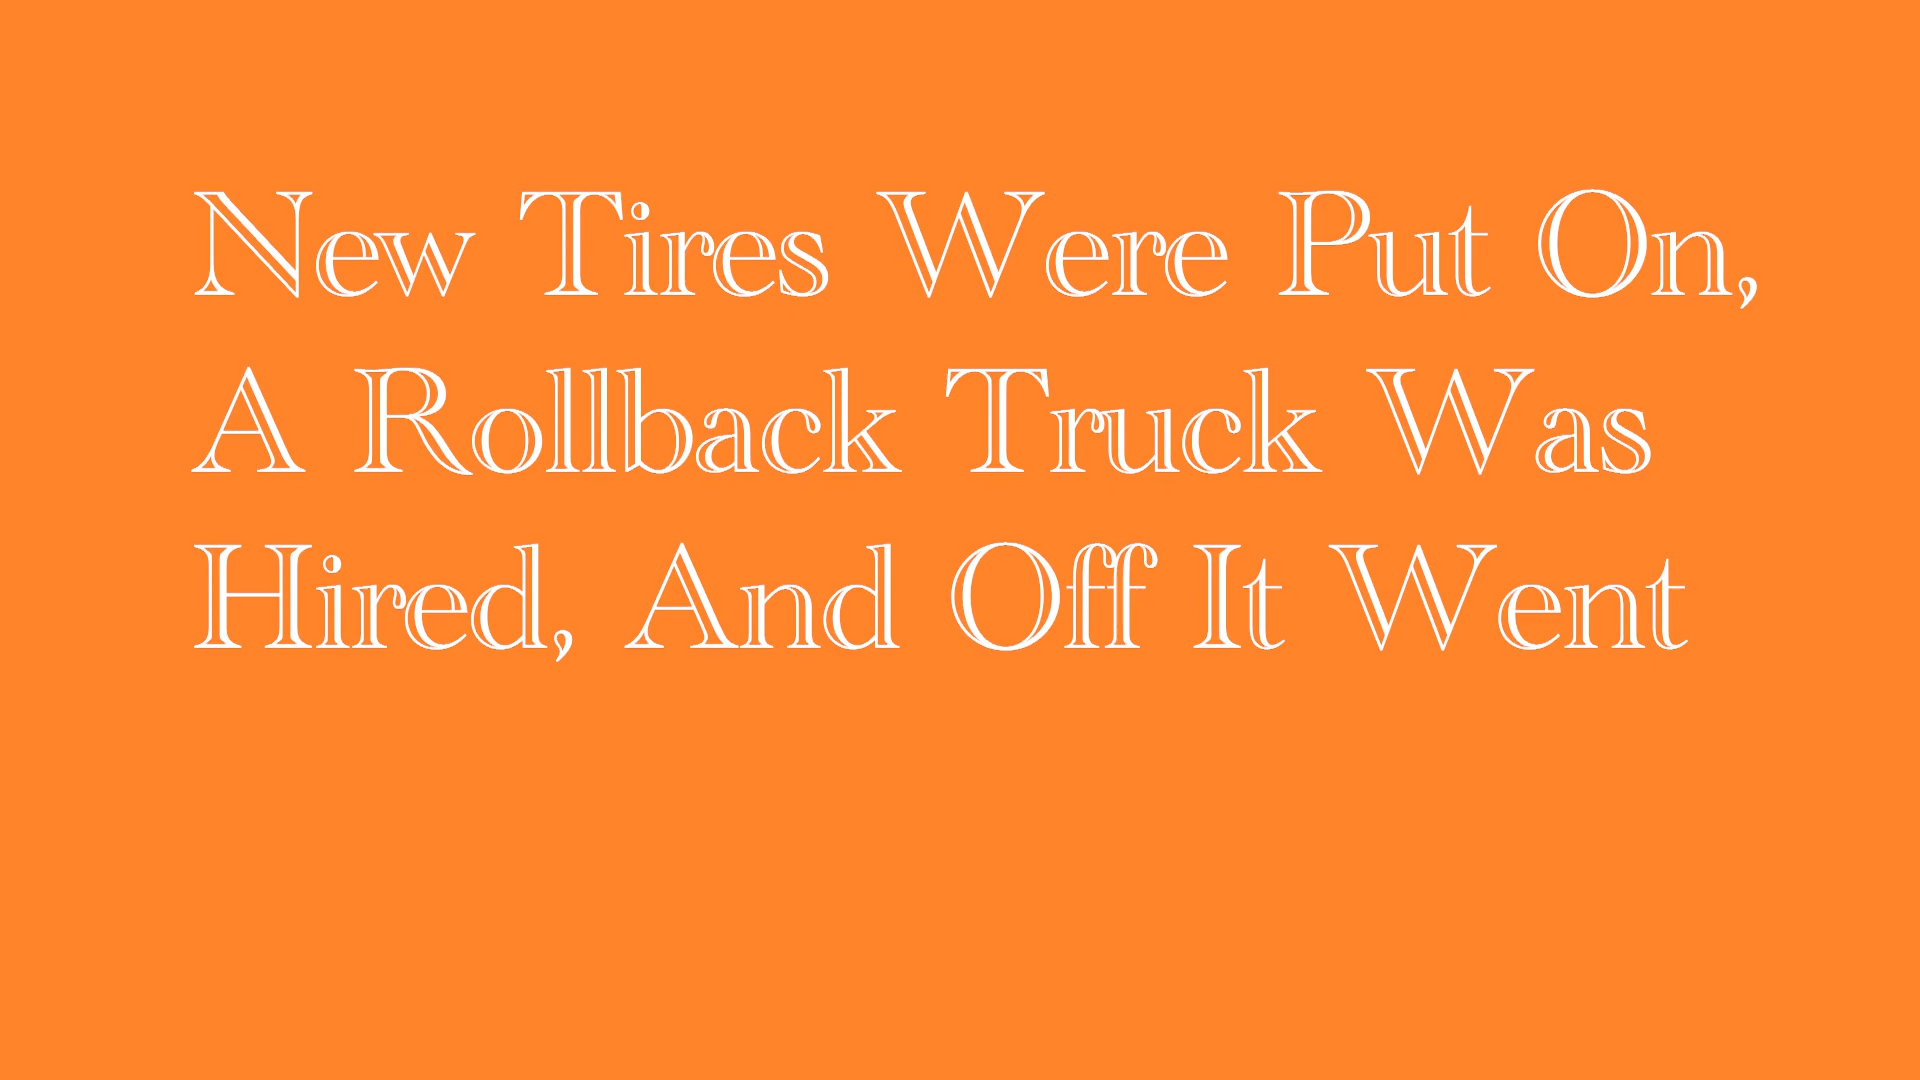 New Tires Were Put On,
A Rollback Truck Was
Hired, And Off It Went